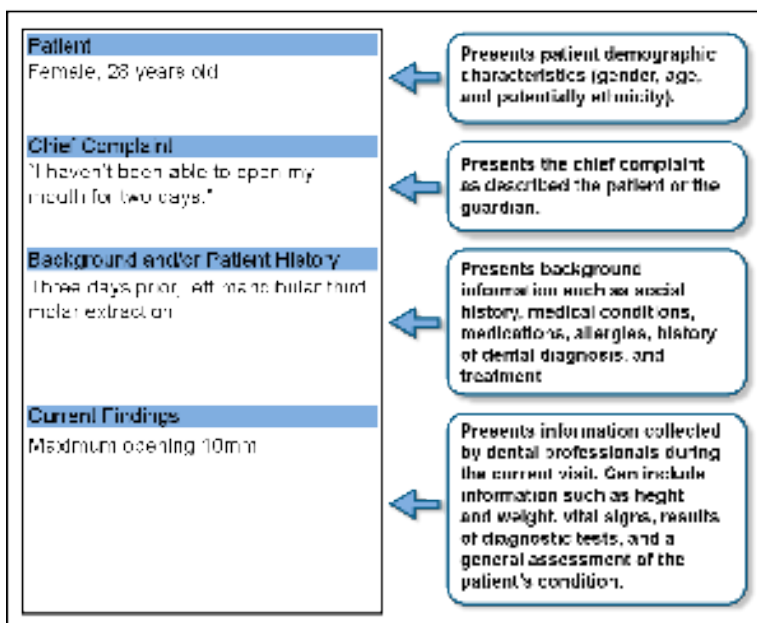 Patient
Female, 28 years old
Chief Complaint
"I haven't been able to open my
mouth for two days."
Background and/or Patient History
Three days prior, left mandibular third
molar extraction
Current Findings
Maximum opening 10mm
Presents patient demographic
characteristics (gender, age,
and potentially ethnicity).
Presents the chief complaint
as described the patient or the
guardian.
Presents background
information such as social
history, medical conditions,
medications, allergies, history
of dental diagnosis, and
treatment
Presents information collected
by dental professionals during
the current visit. Can include
information such as heght
and weight, vital signs, results
of diagnostic tests, and a
general assessment of the
patient's condition.